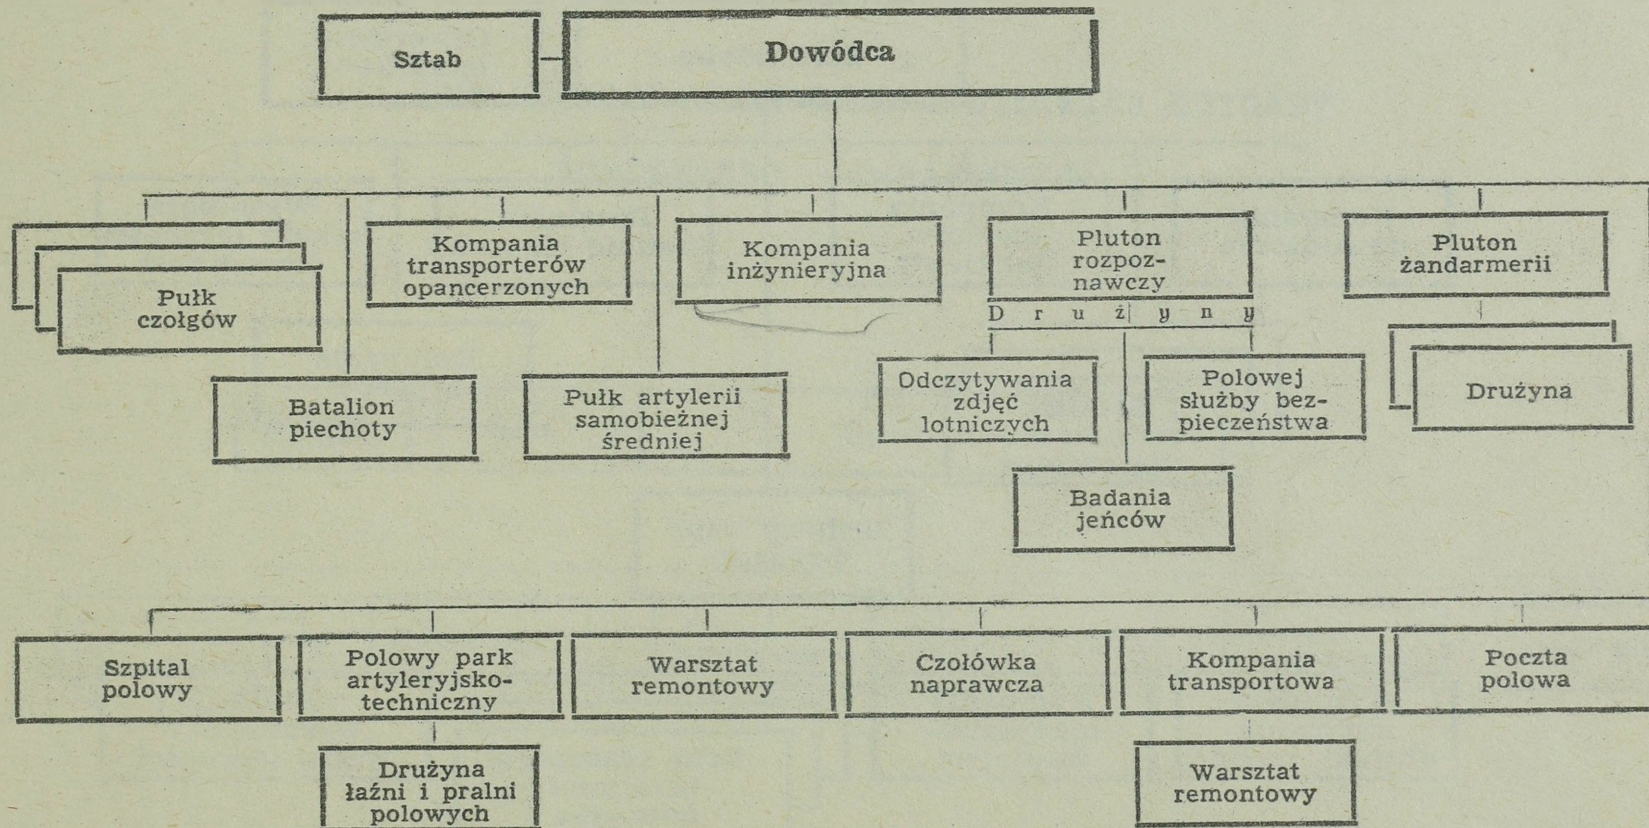 Sztab
Dowódca
Pułk
czołgów
Kompania
transporterów
opancerzonych
Kompania
inżynieryjna
Pluton
rozpoz-
nawczy
Pluton
żandarmerii
Drużyny
Batalion
piechoty
Pułk artylerii
samobieżnej
średniej
Odczytywania
zdjęć
lotniczych
Polowej
służby bez-
pieczeństwa
Drużyna
Badania
jeńców
Szpital
polowy
Polowy park
artyleryjsko-
techniczny
Warsztat
remontowy
Czołówka
naprawcza
Kompania
transportowa
Poczta
polowa
Drużyna
łaźni i pralni
polowych
Warsztat
remontowy